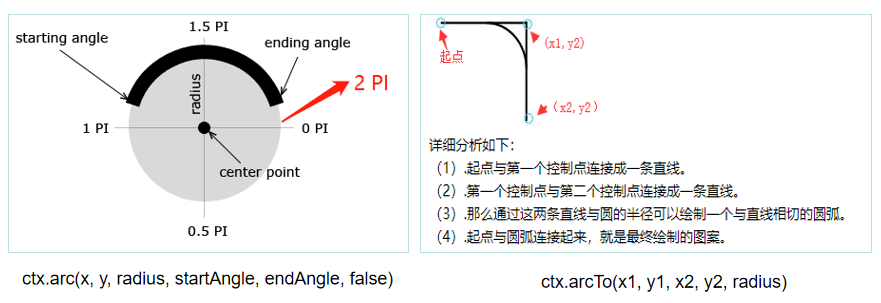 1.5 PI
starting angle
ending angle
radius
2 PI
1 PI
0 PI
center point
0.5 PI
ctx.arc(x, y, radius, startAngle, endAngle, false)
起点
(x1,y2)
(x2,y2)
详细分析如下:
(1).起点与第一个控制点连接成一条直线。
(2).第一个控制点与第二个控制点连接成一条直线。
(3).那么通过这两条直线与圆的半径可以绘制一个与直线相切的圆弧。
(4).起点与圆弧连接起来，就是最终绘制的图案。
ctx.arcTo(x1, y1, x2, y2, radius)